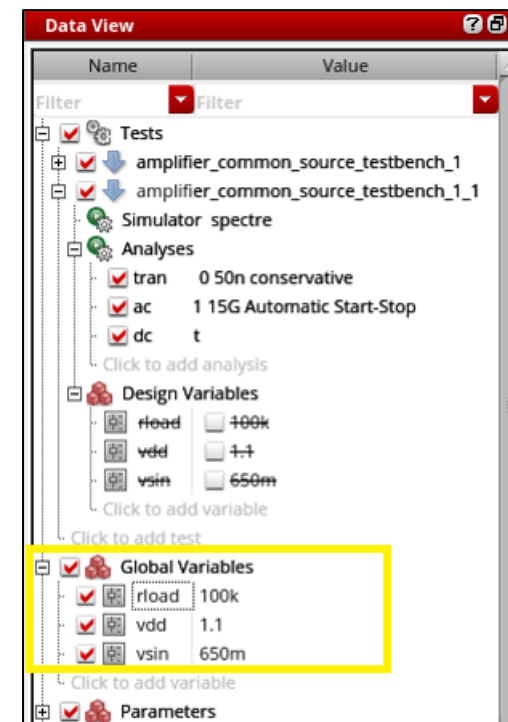 Data View
Name Value
Filter Filter
Tests
amplifier_common_source_testbench_1
amplifier_common_source_testbench_1_1
Simulator spectre
Analyses
tran 0 50n conservative
ac 1 15G Automatic Start-Stop
dc t
Click to add analysis
Design Variables
rload 100k
vdd 1.1
vsin 650m
Click to add variable
Click to add test
Global Variables
rload 100k
vdd 1.1
vsin 650m
Click to add variable
Parameters